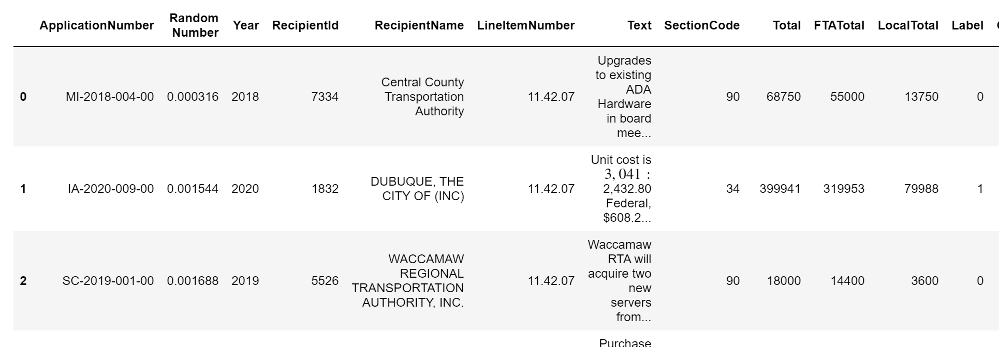 ApplicationNumber Random Number Year RecipientId RecipientName LineItemNumber Text SectionCode Total FTATotal LocalTotal Label
0 MI-2018-004-00 0.000316 2018 7334 Central County Transportation Authority 11.42.07 Upgrades to existing ADA Hardware in board mee... 90 68750 55000 13750 0
1 IA-2020-009-00 0.001544 2020 1832 DUBUQUE, THE CITY OF (INC) 11.42.07 Unit cost is 3, 041 : 2,432.80 Federal, $608.2... 34 399941 319953 79988 1
2 SC-2019-001-00 0.001688 2019 5526 WACCAMAW REGIONAL TRANSPORTATION AUTHORITY, INC. 11.42.07 Waccamaw RTA will acquire two new servers from... 90 18000 14400 3600 0
Purchase